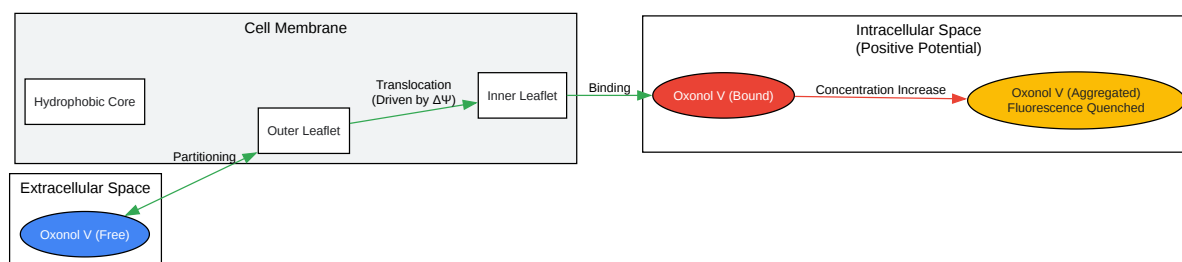 Cell Membrane
Hydrophobic Core
Outer Leaflet
Translocation
(Driven by ΔΨ)
Inner Leaflet
Partitioning
Binding
Intracellular Space
(Positive Potential)
Oxonol V (Bound)
Concentration Increase
Oxonol V (Aggregated)
Fluorescence Quenched
Extracellular Space
Oxonol V (Free)